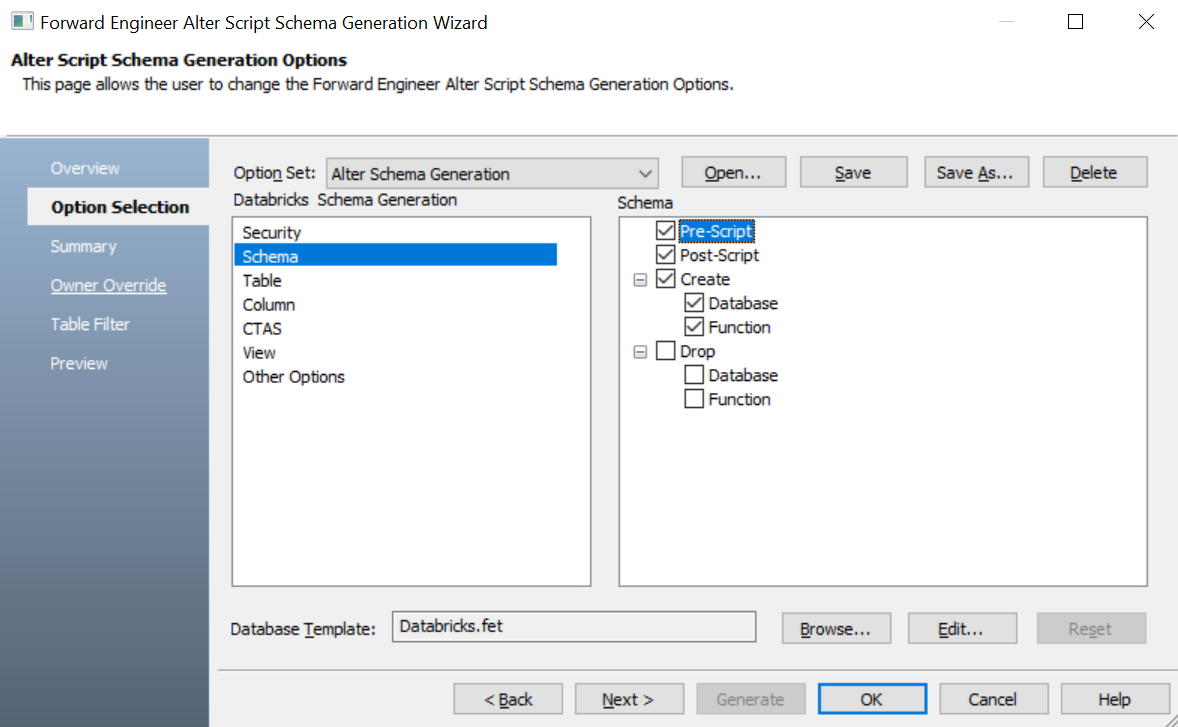 Forward Engineer Alter Script Schema Generation Wizard
Alter Script Schema Generation Options
This page allows the user to change the Forward Engineer Alter Script Schema Generation Options.
Overview
Option Selection
Summary
Owner Override
Table Filter
Preview
Option Set: Alter Schema Generation Open... Save Save As... Delete
Databricks Schema Generation
Security
Schema
Table
Column
CTAS
View
Other Options
Schema
Pre-Script
Post-Script
Create
Database
Function
Drop
Database
Function
Database Template: Databricks.fet Browse... Edit... Reset
< Back Next > Generate OK Cancel Help